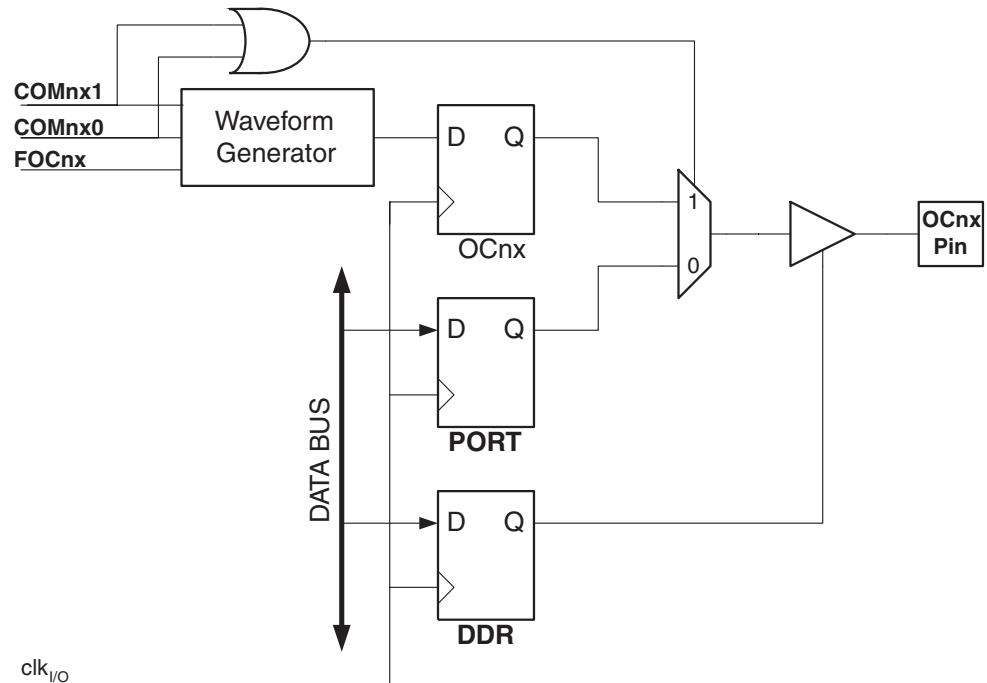 COMnx1
COMnx0
FOCnx
Waveform
Generator
D Q
OCnx
1
0
OCnx
Pin
D Q
PORT
DATA BUS
D Q
DDR
clkI/O